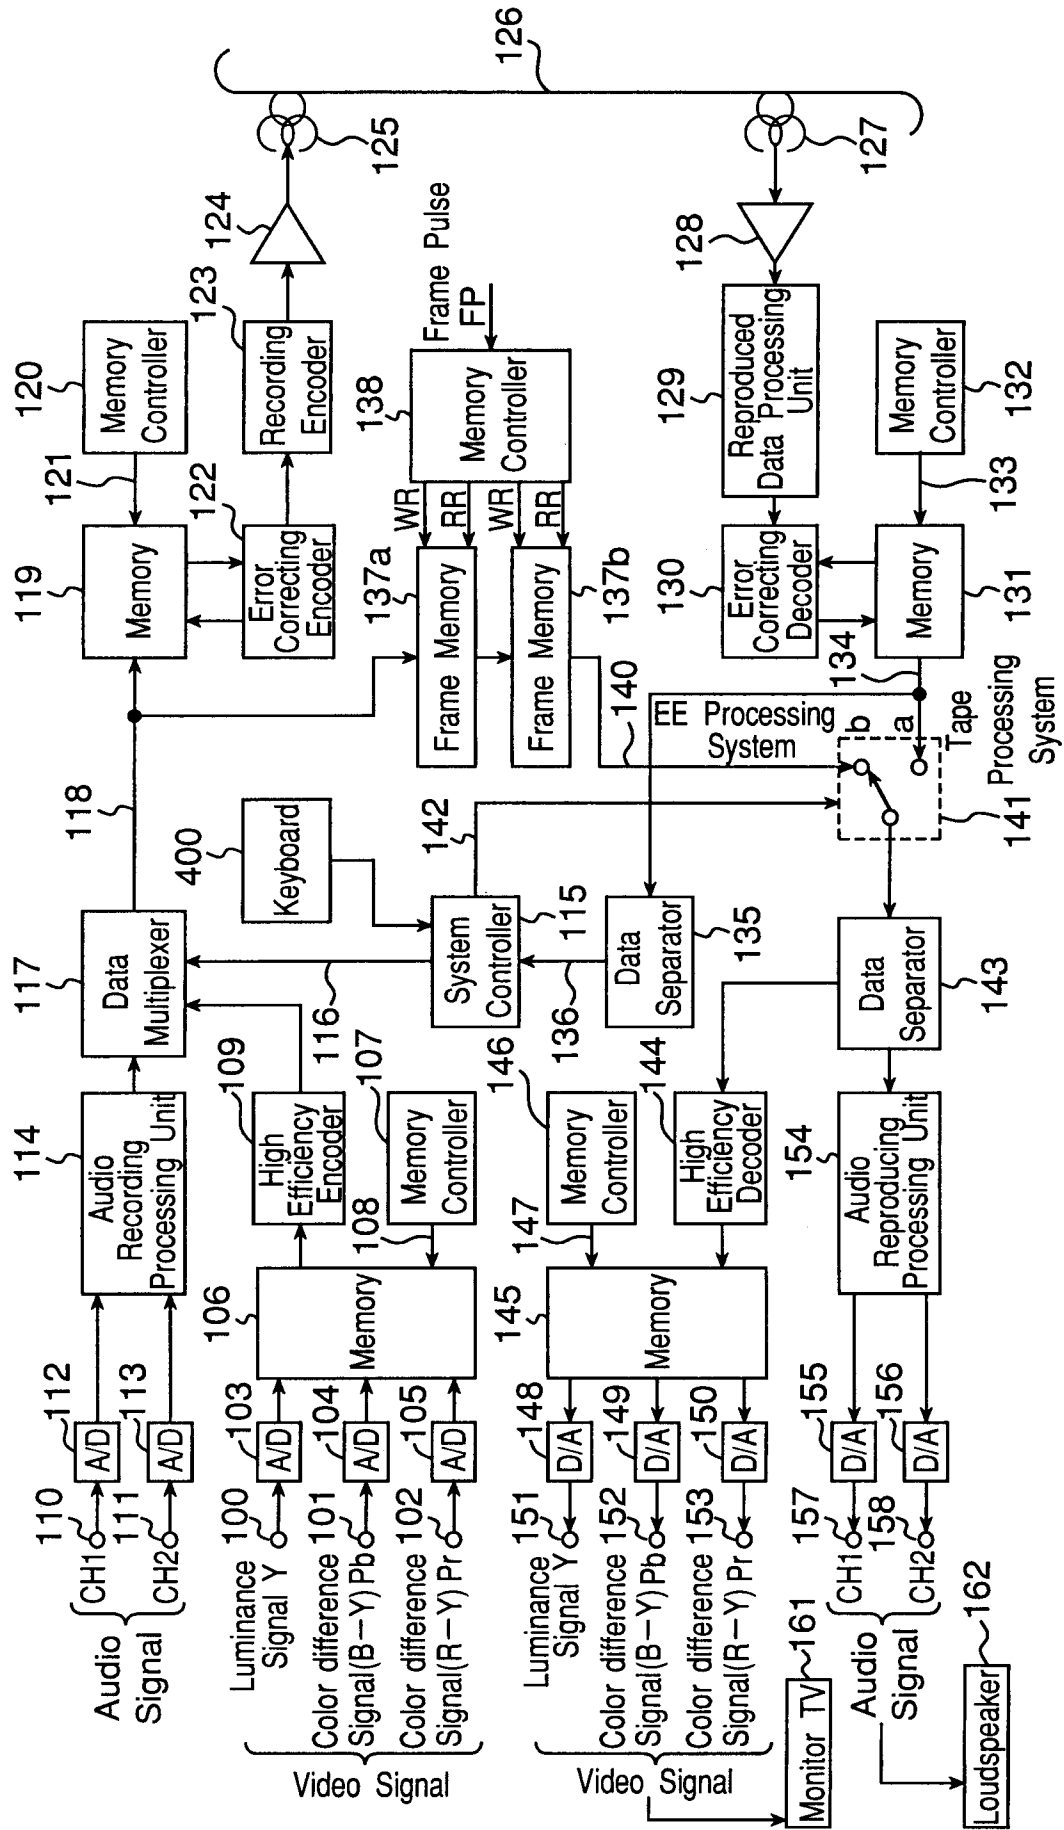 110
CH1
112
A/D
111
CH2
113
A/D
Audio
Signal
114
Audio
Recording
Processing Unit
117
Data
Multiplexer
118
119
Memory
121
120
Memory
Controller
122
Error
Correcting
Encoder
123
Recording
Encoder
124
125
126
Luminance
Signal Y
100
103
A/D
Color difference
Signal(B-Y) Pb
101
104
A/D
Color difference
Signal(R-Y) Pr
102
105
A/D
Video Signal
106
Memory
109
High
Efficiency
Encoder
107
Memory
Controller
108
116
400
Keyboard
System
Controller
115
142
137a
Frame Memory
137b
Frame Memory
WR
RR
WR
RR
138
Memory
Controller
Frame Pulse
FP
140
EE Processing
System
136
Data
Separator
135
127
128
129
Reproduced
Data Processing
Unit
130
Error
Correcting
Decoder
131
Memory
132
Memory
Controller
133
134
b
a
Tape
Processing
System
141
Data
Separator
143
144
High
Efficiency
Decoder
146
Memory
Controller
147
145
Memory
148
D/A
151
Luminance
Signal Y
149
D/A
152
Color difference
Signal(B-Y) Pb
150
D/A
153
Color difference
Signal(R-Y) Pr
Video Signal
161
Monitor TV
154
Audio
Reproducing
Processing Unit
155
D/A
157
CH1
156
D/A
158
CH2
Audio
Signal
162
Loudspeaker